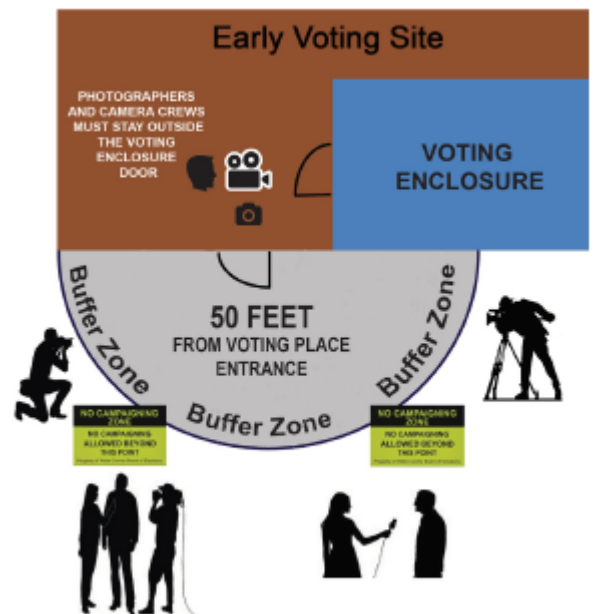 Early Voting Site
PHOTOGRAPHERS
AND CAMERA CREWS
MUST STAY OUTSIDE
THE VOTING
ENCLOSURE
DOOR
VOTING
ENCLOSURE
Buffer Zone
50 FEET
FROM VOTING PLACE
ENTRANCE
Buffer Zone
Buffer Zone
NO CAMPAIGNING
ZONE
NO CAMPAIGNING
ALLOWED BEYOND
THIS POINT
NO CAMPAIGNING
ZONE
NO CAMPAIGNING
ALLOWED BEYOND
THIS POINT